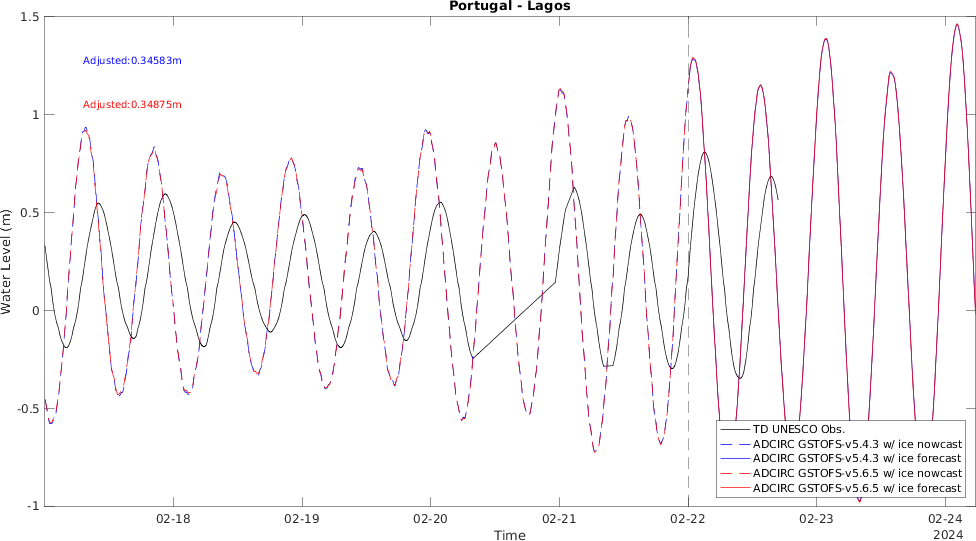 Portugal - Lagos
1.5
1
0.5
0
-0.5
-1
Water Level (m)
Adjusted:0.34583m
Adjusted:0.34875m
TD UNESCO Obs.
ADCIRC GSTOFS-v5.4.3 w/ ice nowcast
ADCIRC GSTOFS-v5.4.3 w/ ice forecast
ADCIRC GSTOFS-v5.6.5 w/ ice nowcast
ADCIRC GSTOFS-v5.6.5 w/ ice forecast
02-18 02-19 02-20 02-21 02-22 02-23 02-24
2024
Time